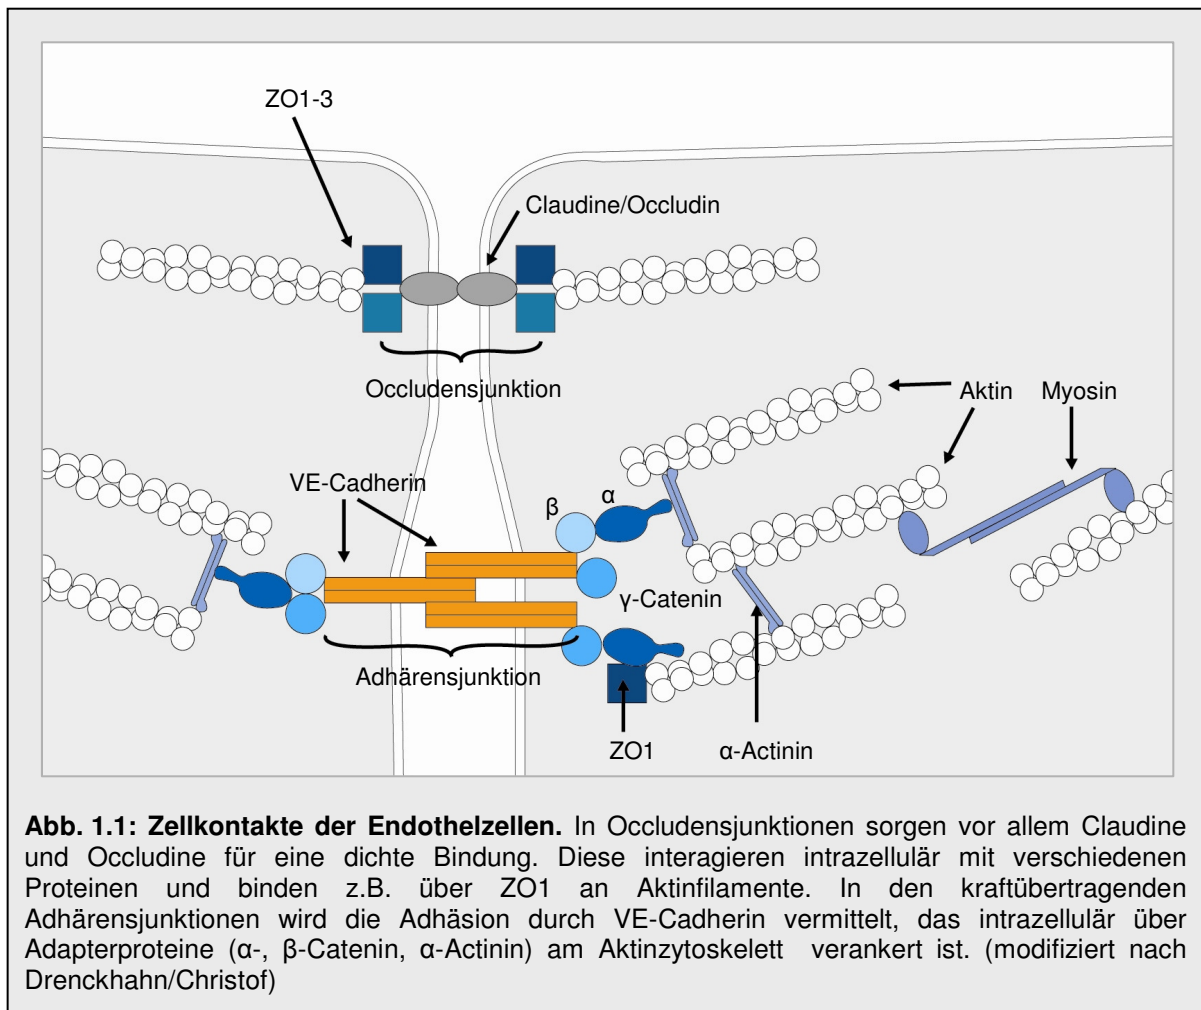 ZO1-3
Claudine/Occludin
Occludensjunktion
Aktin
Myosin
VE-Cadherin
β
α
γ-Catenin
Adhärensjunktion
ZO1
α-Actinin
Abb. 1.1: Zellkontakte der Endothelzellen. In Occludensjunktionen sorgen vor allem Claudine
und Occludine für eine dichte Bindung. Diese interagieren intrazellulär mit verschiedenen
Proteinen und binden z.B. über ZO1 an Aktinfilamente. In den kraftübertragenden
Adhärensjunktionen wird die Adhäsion durch VE-Cadherin vermittelt, das intrazellulär über
Adapterproteine (α-, β-Catenin, α-Actinin) am Aktinzytoskelett verankert ist. (modifiziert nach
Drenckhahn/Christof)